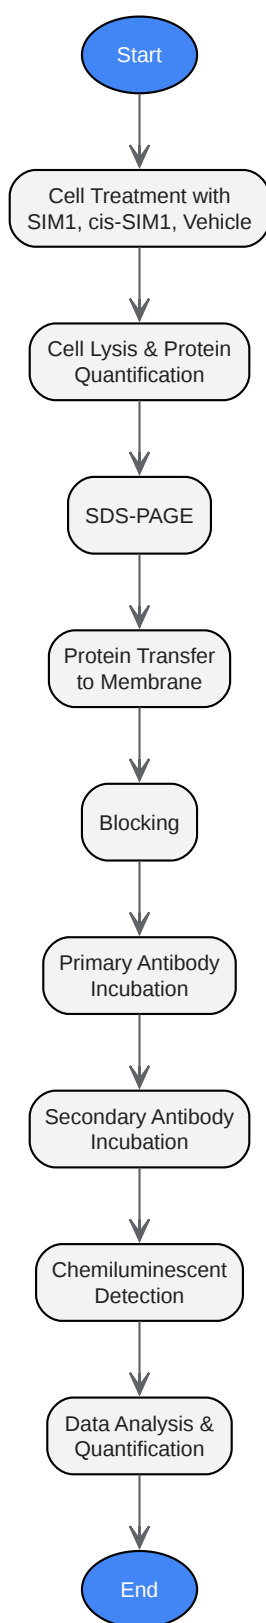 Start
Cell Treatment with
SIM1, cis-SIM1, Vehicle
Cell Lysis & Protein
Quantification
SDS-PAGE
Protein Transfer
to Membrane
Blocking
Primary Antibody
Incubation
Secondary Antibody
Incubation
Chemiluminescent
Detection
Data Analysis &
Quantification
End